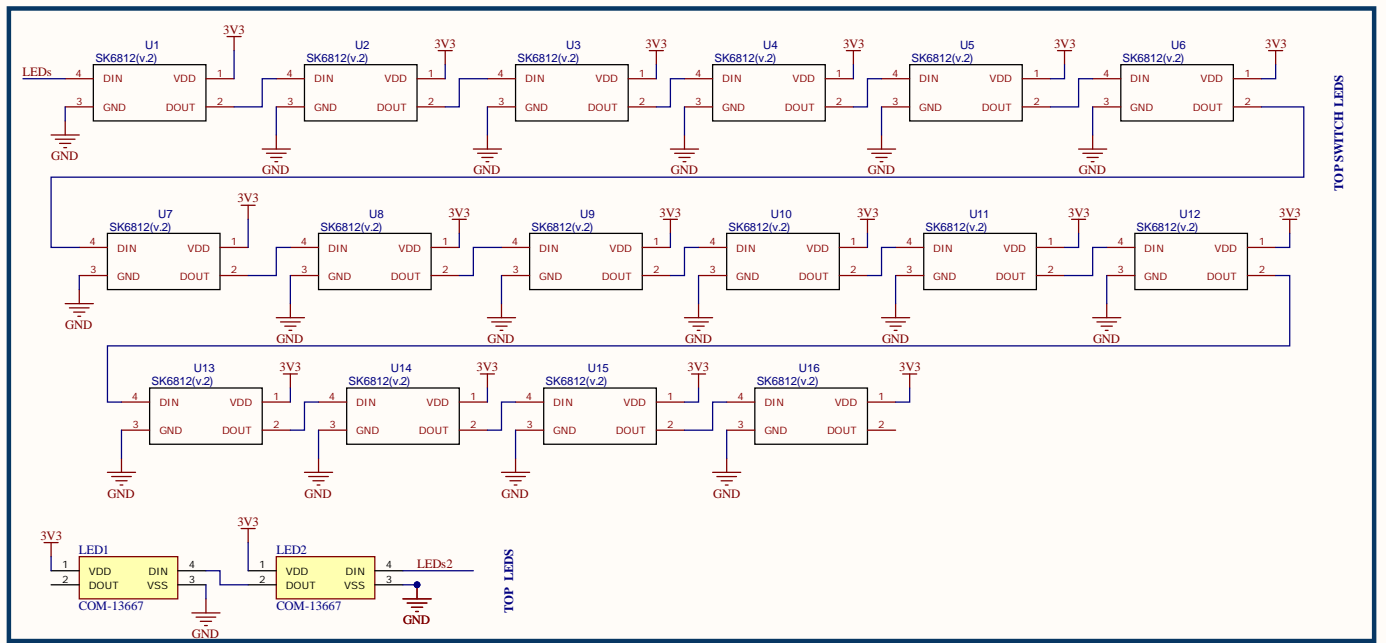 3V3 3V3 3V3 3V3 3V3 3V3
U1 U2 U3 U4 U5 U6
SK6812(v.2) SK6812(v.2) SK6812(v.2) SK6812(v.2) SK6812(v.2) SK6812(v.2)
LEDs 4 DIN VDD 1 4 DIN VDD 1 4 DIN VDD 1 4 DIN VDD 1 4 DIN VDD 1 4 DIN VDD 1
3 GND DOUT 2 3 GND DOUT 2 3 GND DOUT 2 3 GND DOUT 2 3 GND DOUT 2 3 GND DOUT 2
GND GND GND GND GND GND
TOP SWITCH LEDS
3V3 3V3 3V3 3V3 3V3 3V3
U7 U8 U9 U10 U11 U12
SK6812(v.2) SK6812(v.2) SK6812(v.2) SK6812(v.2) SK6812(v.2) SK6812(v.2)
4 DIN VDD 1 4 DIN VDD 1 4 DIN VDD 1 4 DIN VDD 1 4 DIN VDD 1 4 DIN VDD 1
3 GND DOUT 2 3 GND DOUT 2 3 GND DOUT 2 3 GND DOUT 2 3 GND DOUT 2 3 GND DOUT 2
GND GND GND GND GND GND
U13 3V3 U14 3V3 U15 3V3 U16 3V3
SK6812(v.2) SK6812(v.2) SK6812(v.2) SK6812(v.2)
4 DIN VDD 1 4 DIN VDD 1 4 DIN VDD 1 4 DIN VDD 1
3 GND DOUT 2 3 GND DOUT 2 3 GND DOUT 2 3 GND DOUT 2
GND GND GND GND
3V3 3V3
LED1 LED2
1 VDD DIN 4 1 VDD DIN 4 LEDs2
2 DOUT VSS 3 2 DOUT VSS 3
COM-13667 COM-13667
GND GND
TOP LEDS